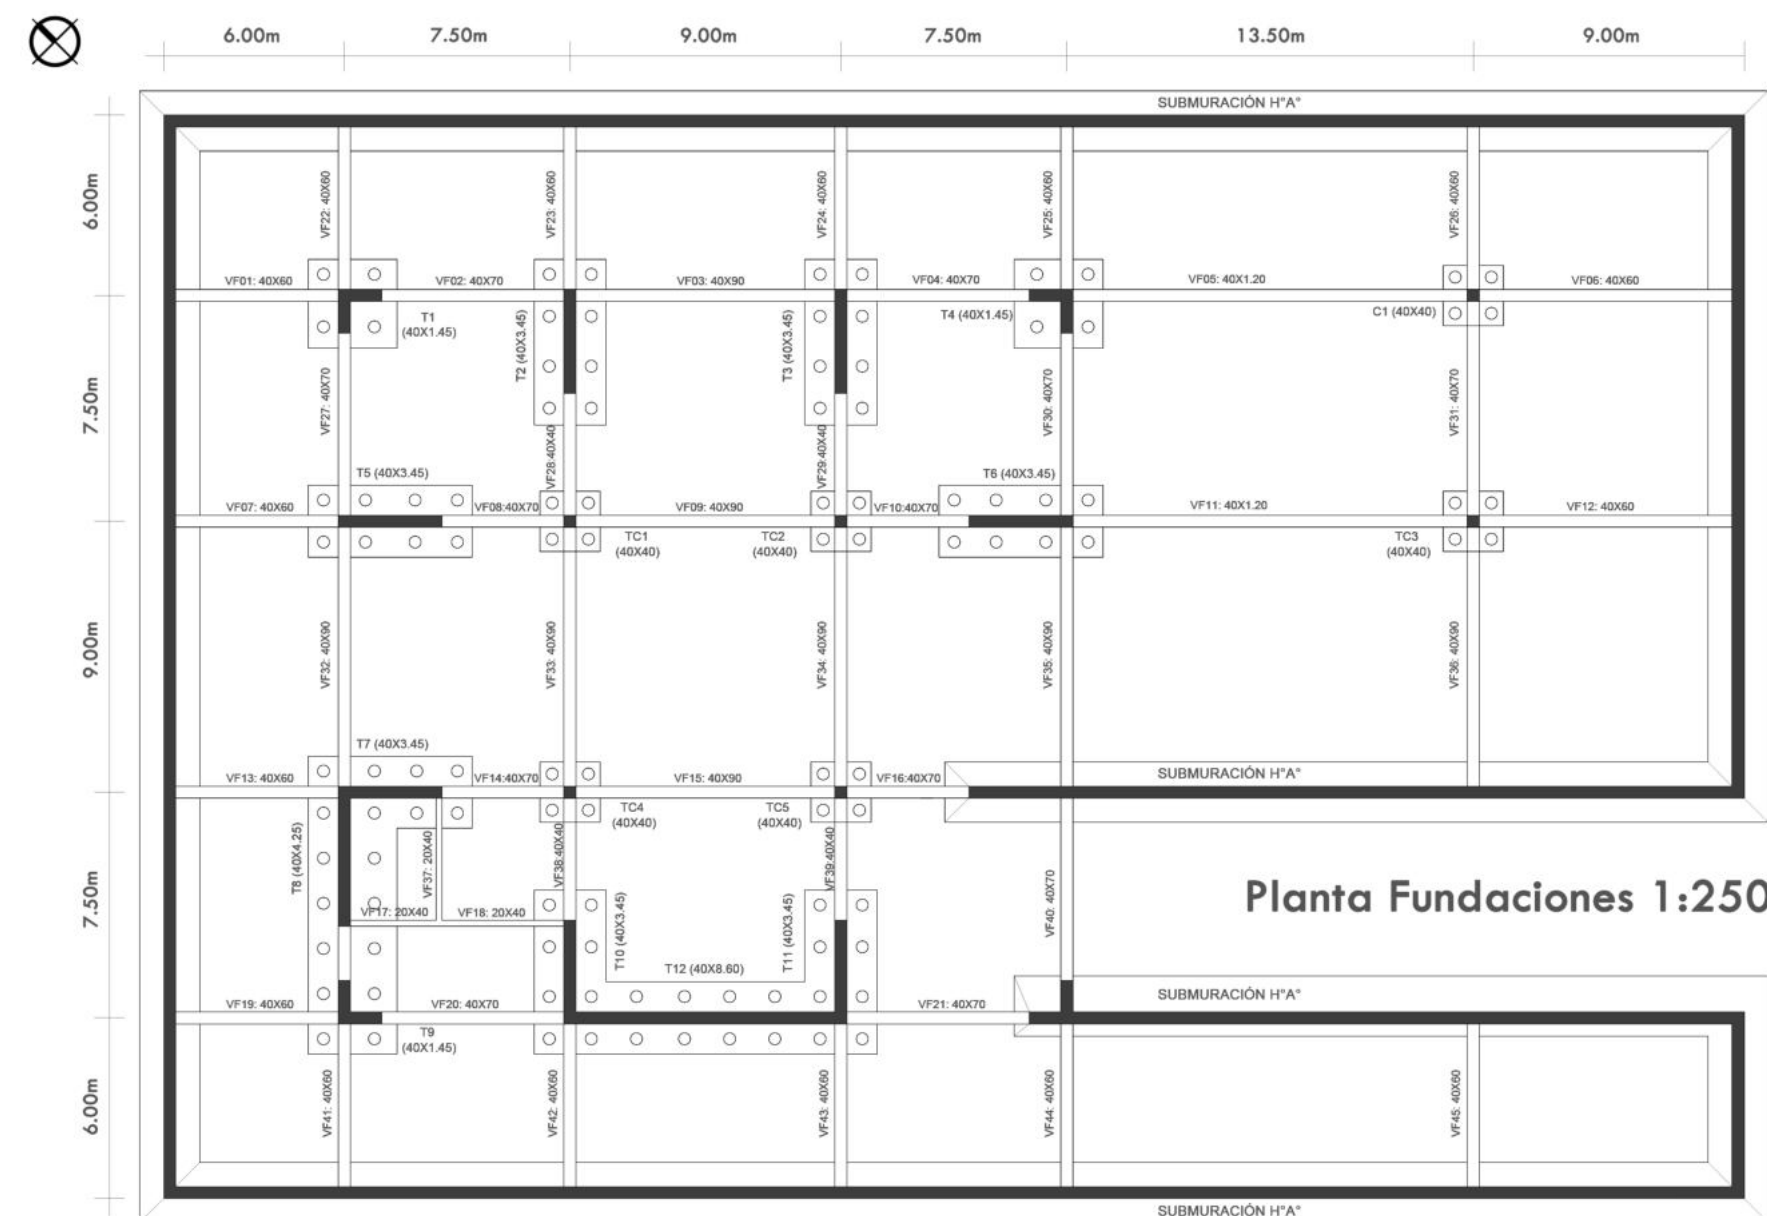 6.00m 7.50m 9.00m 7.50m 13.50m 9.00m
SUBMURACIÓN H°A°
6.00m
VF22: 40X60
VF23: 40X60
VF24: 40X60
VF25: 40X60
VF26: 40X60
VF01: 40X60
VF02: 40X70
VF03: 40X90
VF04: 40X70
VF05: 40X1.20
VF06: 40X60
T1
(40X1.45)
T2 (40X3.45)
T3 (40X3.45)
T4 (40X1.45)
C1 (40X40)
7.50m
VF27: 40X70
VF28:40X40
VF29:40X40
VF30: 40X70
VF31: 40X70
T5 (40X3.45)
T6 (40X3.45)
VF07: 40X60
VF08:40X70
VF09: 40X90
VF10:40X70
VF11: 40X1.20
VF12: 40X60
TC1
(40X40)
TC2
(40X40)
TC3
(40X40)
9.00m
VF32: 40X90
VF33: 40X90
VF34: 40X90
VF35: 40X90
VF36: 40X90
T7 (40X3.45)
VF13: 40X60
VF14:40X70
VF15: 40X90
VF16:40X70
SUBMURACIÓN H°A°
TC4
(40X40)
TC5
(40X40)
7.50m
T8 (40X4.25)
VF37: 20X40
VF38:40X40
VF39:40X40
VF40: 40X70
Planta Fundaciones 1:250
VF17: 20X40
VF18: 20X40
T10 (40X3.45)
T12 (40X8.60)
T11 (40X3.45)
SUBMURACIÓN H°A°
VF19: 40X60
VF20: 40X70
VF21: 40X70
T9
(40X1.45)
6.00m
VF41: 40X60
VF42: 40X60
VF43: 40X60
VF44: 40X60
VF45: 40X60
SUBMURACIÓN H°A°